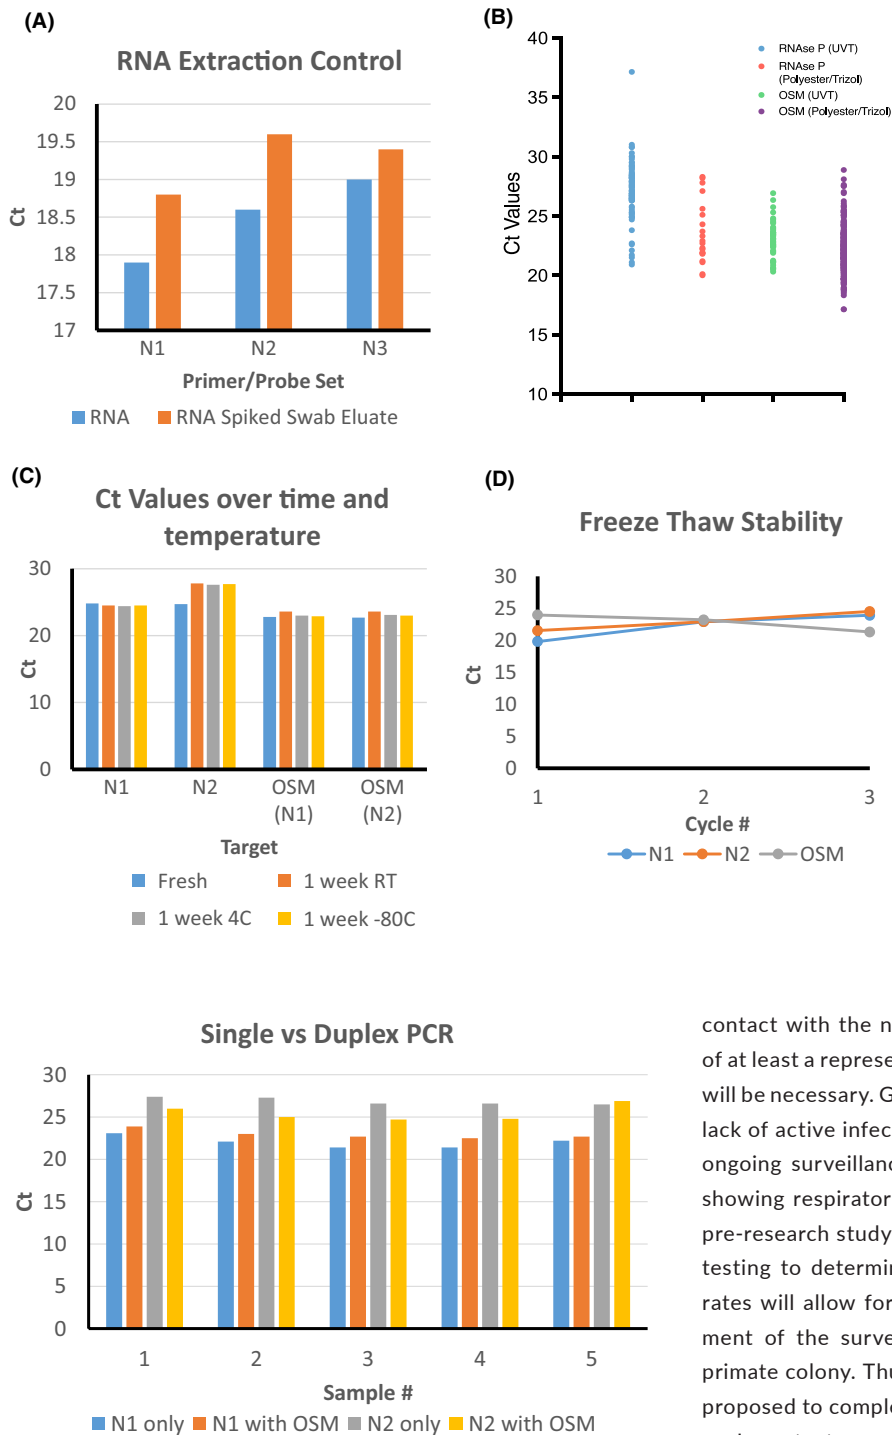 (A)
RNA Extraction Control
20
19.5
19
18.5
18
17.5
17
Ct
N1 N2 N3
Primer/Probe Set
RNA RNA Spiked Swab Eluate
(B)
40
35
30
25
20
15
10
Ct Values
RNAse P (UVT)
RNAse P
(Polyester/Trizol)
OSM (UVT)
OSM (Polyester/Trizol)
(C)
Ct Values over time and
temperature
30
20
10
0
Ct
N1 N2 OSM OSM
(N1) (N2)
Target
Fresh 1 week RT
1 week 4C 1 week -80C
(D)
Freeze Thaw Stability
30
25
20
15
10
5
0
Ct
1 2 3
Cycle #
N1 N2 OSM
Single vs Duplex PCR
30
25
20
15
10
5
0
Ct
1 2 3 4 5
Sample #
N1 only N1 with OSM N2 only N2 with OSM
contact with the n
of at least a represe
will be necessary. G
lack of active infec
ongoing surveillanc
showing respirator
pre-research study
testing to determin
rates will allow for
ment of the surve
primate colony. Thu
proposed to comple